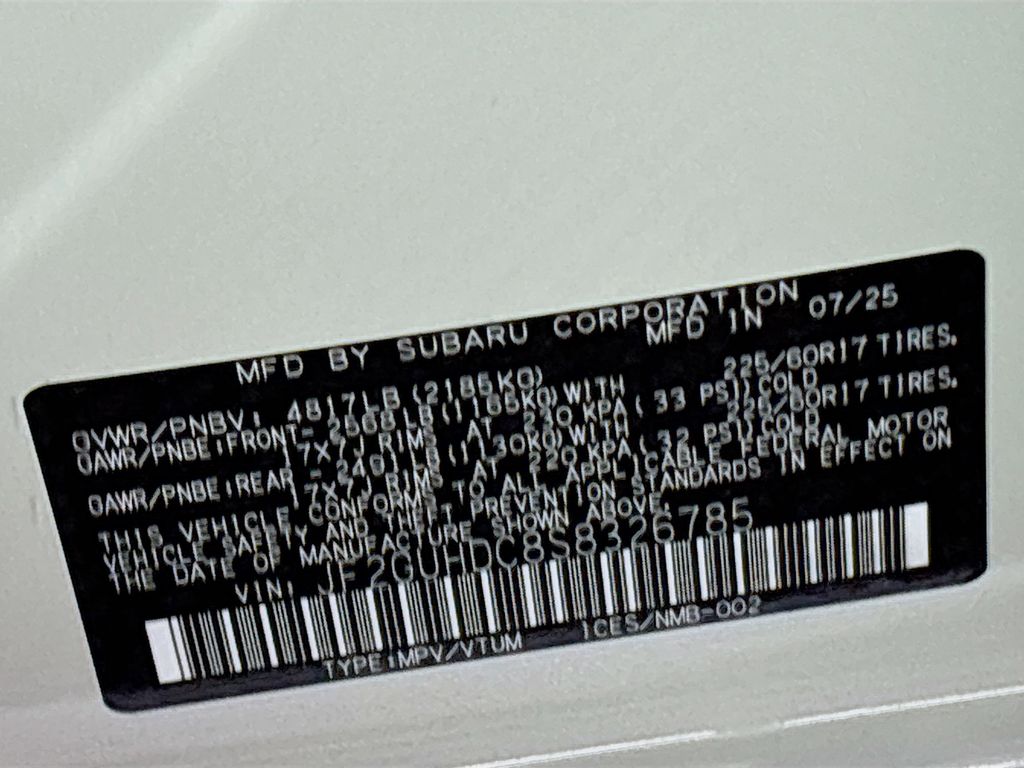 MFD BY SUBARU CORPORATION
MFD IN 07/25
GVWR/PNBV: 4817LB (2185KG)
GAWR/PNBE:FRONT- LB KG) WITH 225/60R17 TIRES.
17X7J RIMS AT KPA( 33 PSI) COLD
GAWR/PNBE:REAR - KG) WITH 225/60R17 TIRES.
17X7J RIMS AT 220 KPA( 32 PSI) COLD
THIS VEHICLE CONFORMS TO ALL APPLICABLE FEDERAL MOTOR
VEHICLE SAFETY AND THEFT PREVENTION STANDARDS IN EFFECT ON
THE DATE OF MANUFACTURE SHOWN ABOVE.
VIN: JF2GUHDC8S8326785
TYPE:MPV/VTUM ICES/NMB-002